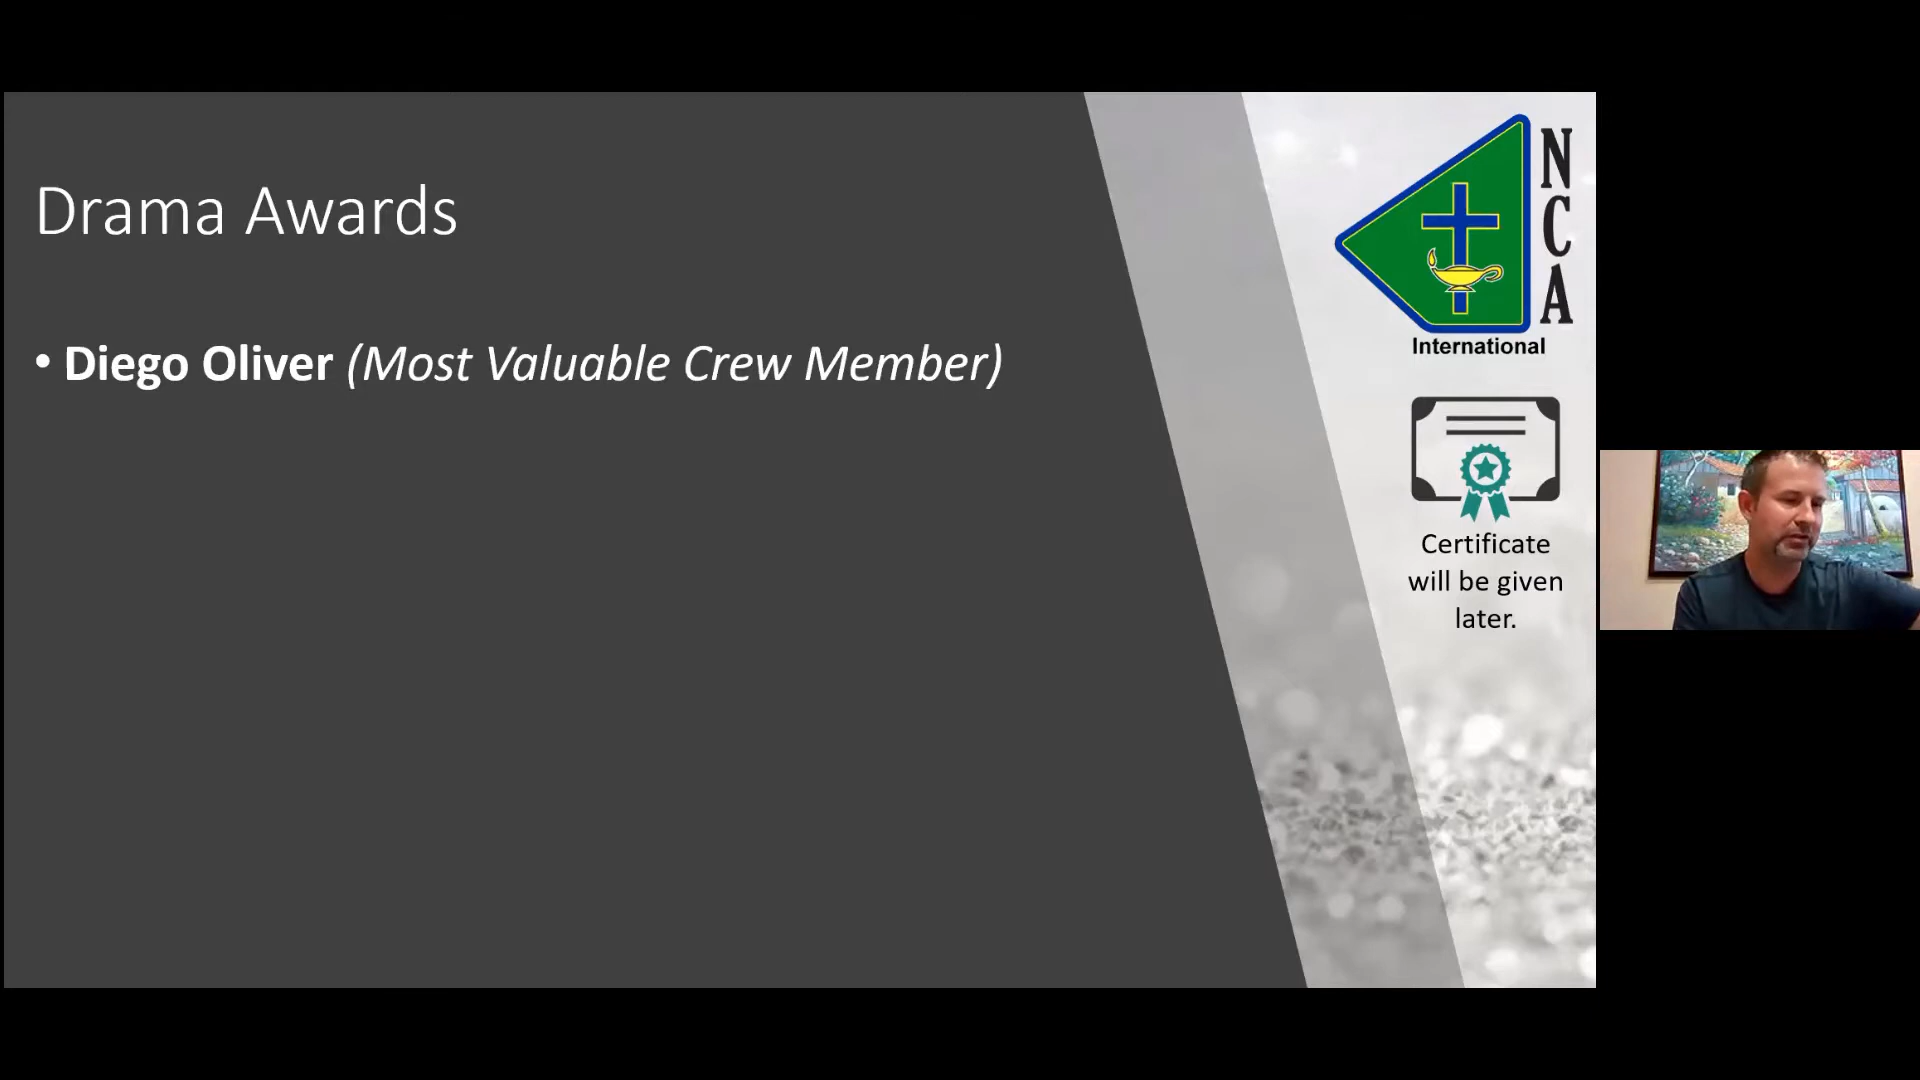 Drama Awards
• Diego Oliver (Most Valuable Crew Member)
N
C
A
International
Certificate
will be given
later.